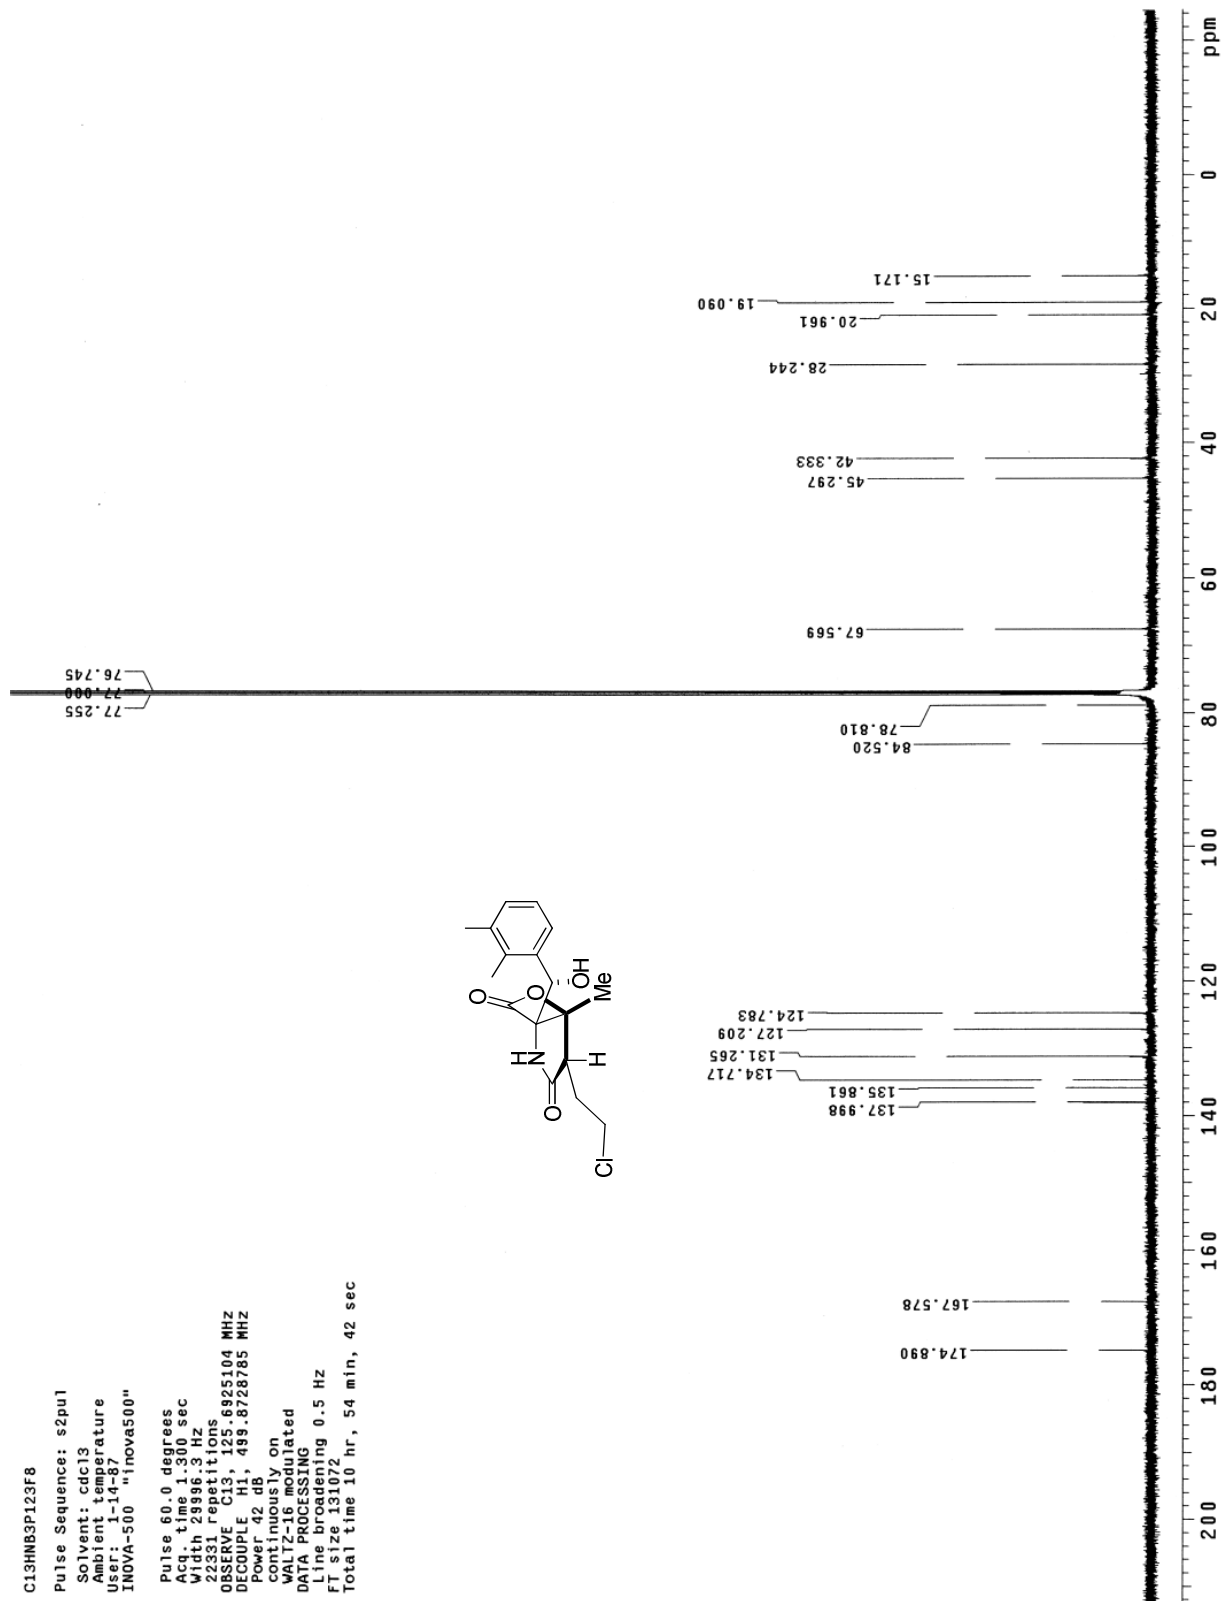 C13HNB3P123F8
Pulse Sequence: s2pul
Solvent: cdcl3
Ambient temperature
User: 1-14-87
INOVA-500 "inova500"
Pulse 60.0 degrees
Acq. time 1.300 sec
Width 29996.3 Hz
22331 repetitions
OBSERVE C13, 125.6925104 MHz
DECOUPLE H1, 499.8728785 MHz
Power 42 dB
continuously on
WALTZ-16 modulated
DATA PROCESSING
Line broadening 0.5 Hz
FT size 131072
Total time 10 hr, 54 min, 42 sec
174.890
167.578
137.998
135.861
134.717
131.265
127.209
124.783
84.520
78.810
77.255
77.000
76.745
67.569
45.297
42.333
28.244
20.961
19.090
15.171
O
O
OH
Me
H
N
H
O
Cl
200 180 160 140 120 100 80 60 40 20 0 ppm